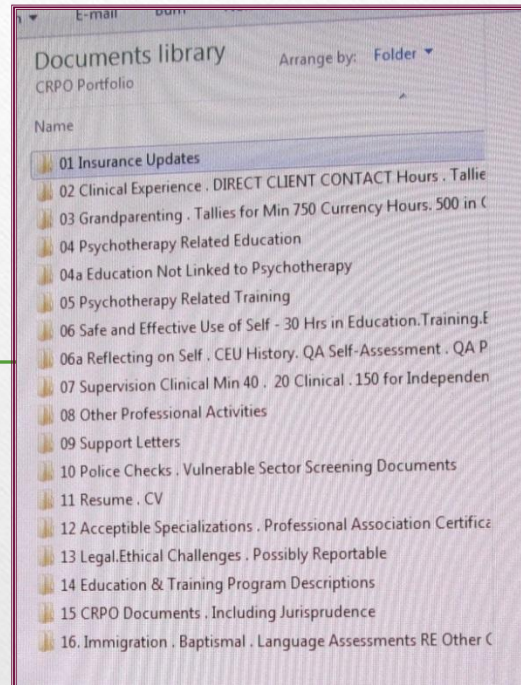 E-mail
Documents library
Arrange by: Folder
CRPO Portfolio
Name
01 Insurance Updates
02 Clinical Experience . DIRECT CLIENT CONTACT Hours . Tallie
03 Grandparenting . Tallies for Min 750 Currency Hours. 500 in
04 Psychotherapy Related Education
04a Education Not Linked to Psychotherapy
05 Psychotherapy Related Training
06 Safe and Effective Use of Self - 30 Hrs in Education.Training.E
06a Reflecting on Self . CEU History. QA Self-Assessment . QA P
07 Supervision Clinical Min 40 . 20 Clinical . 150 for Independen
08 Other Professional Activities
09 Support Letters
10 Police Checks . Vulnerable Sector Screening Documents
11 Resume . CV
12 Acceptible Specializations . Professional Association Certifica
13 Legal.Ethical Challenges . Possibly Reportable
14 Education & Training Program Descriptions
15 CRPO Documents . Including Jurisprudence
16. Immigration . Baptismal . Language Assessments RE Other